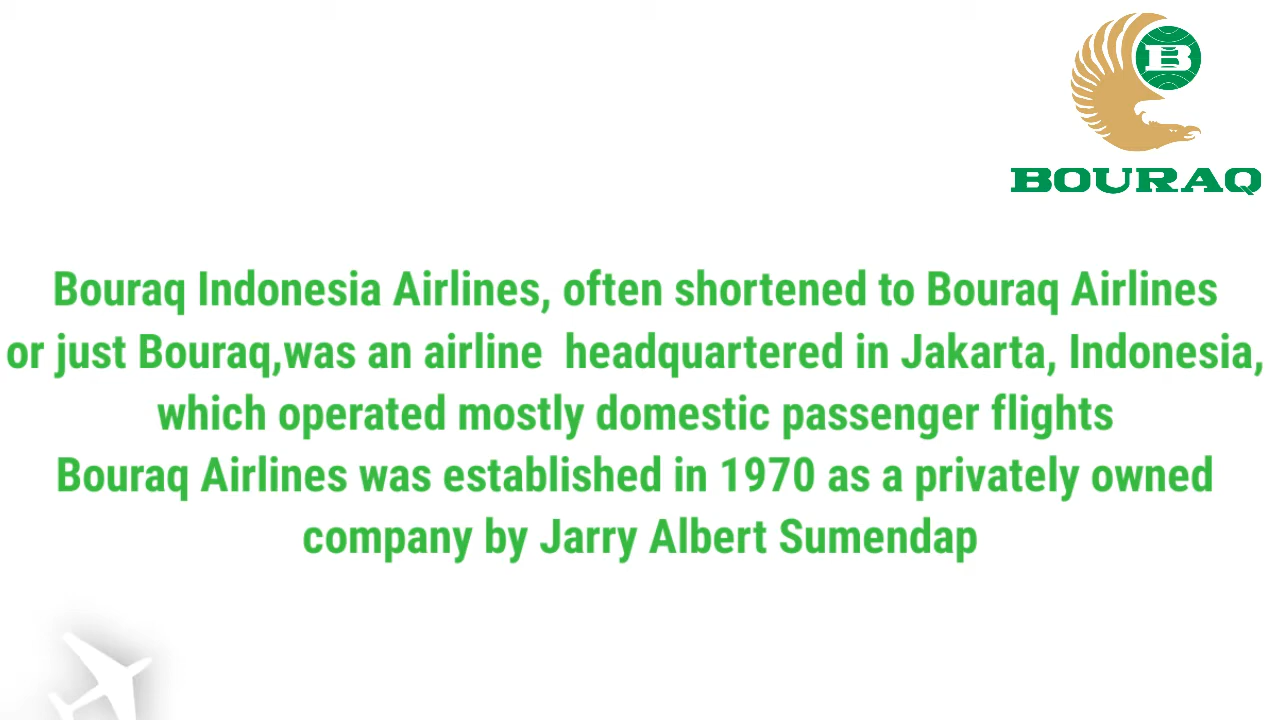 B
BOURAQ
Bouraq Indonesia Airlines, often shortened to Bouraq Airlines
or just Bouraq,was an airline  headquartered in Jakarta, Indonesia,
which operated mostly domestic passenger flights
Bouraq Airlines was established in 1970 as a privately owned
company by Jarry Albert Sumendap